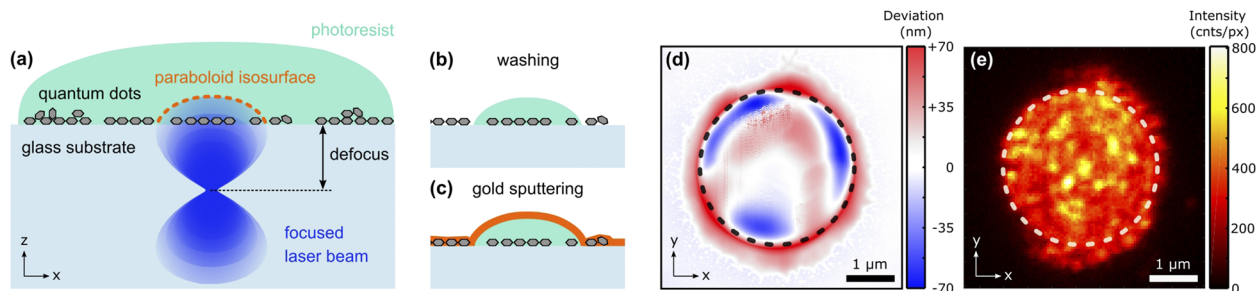 (a)
photoresist
paraboloid isosurface
quantum dots
glass substrate
defocus
focused
laser beam
z
x
(b)
washing
(c)
gold sputtering
(d)
Deviation
(nm)
+70
+35
0
-35
-70
y
x
1 µm
(e)
Intensity
(cnts/px)
800
600
400
200
0
y
x
1 µm